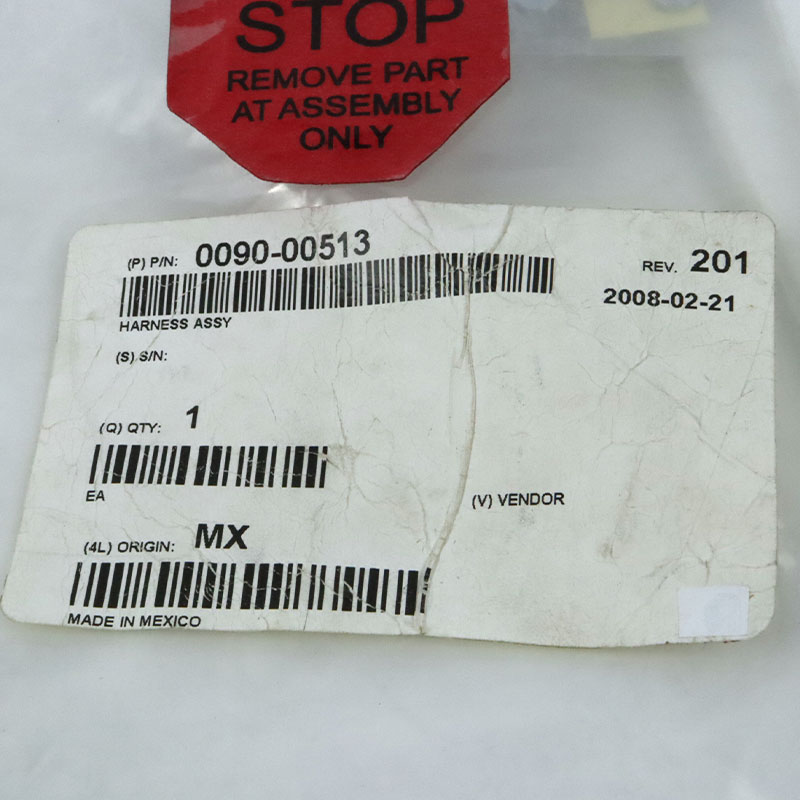 STOP
REMOVE PART
AT ASSEMBLY
ONLY
(P) P/N: 0090-00513
REV. 201
2008-02-21
HARNESS ASSY
(S) S/N:
(Q) QTY: 1
EA
(V) VENDOR
(4L) ORIGIN: MX
MADE IN MEXICO